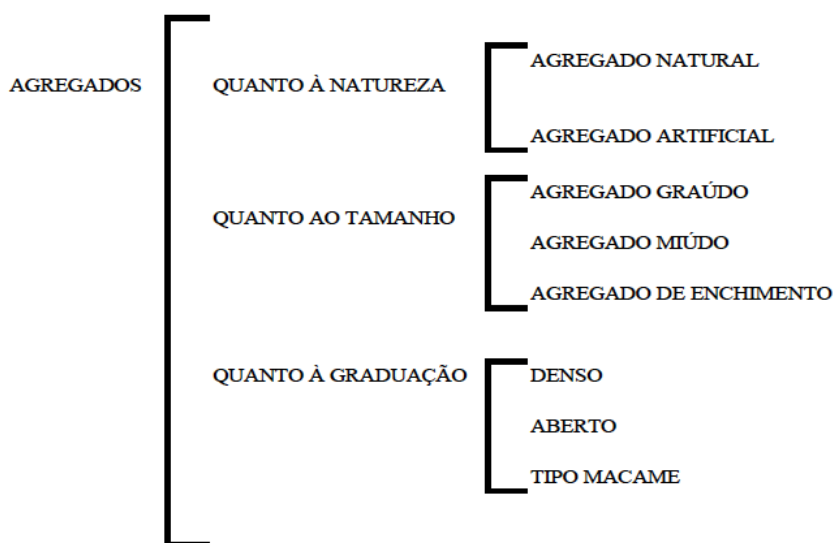 AGREGADOS
QUANTO À NATUREZA
AGREGADO NATURAL
AGREGADO ARTIFICIAL
QUANTO AO TAMANHO
AGREGADO GRAÚDO
AGREGADO MIÚDO
AGREGADO DE ENCHIMENTO
QUANTO À GRADUAÇÃO
DENSO
ABERTO
TIPO MACAME